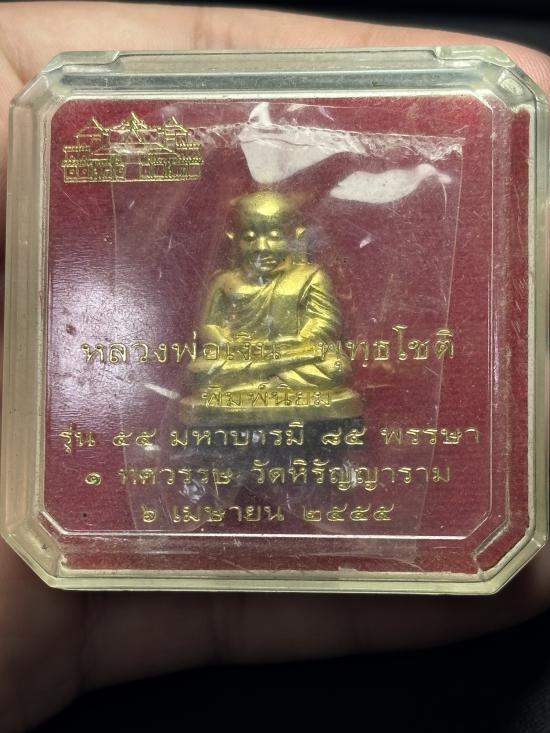 หลวงพ่อเงิน พุทธโชติ
พิมพ์นิยม
รุ่น ๕๕ มหาบารมี ๘๕ พรรษา
๑ ทศวรรษ วัดหิรัญญาราม
๖ เมษายน ๒๕๕๕